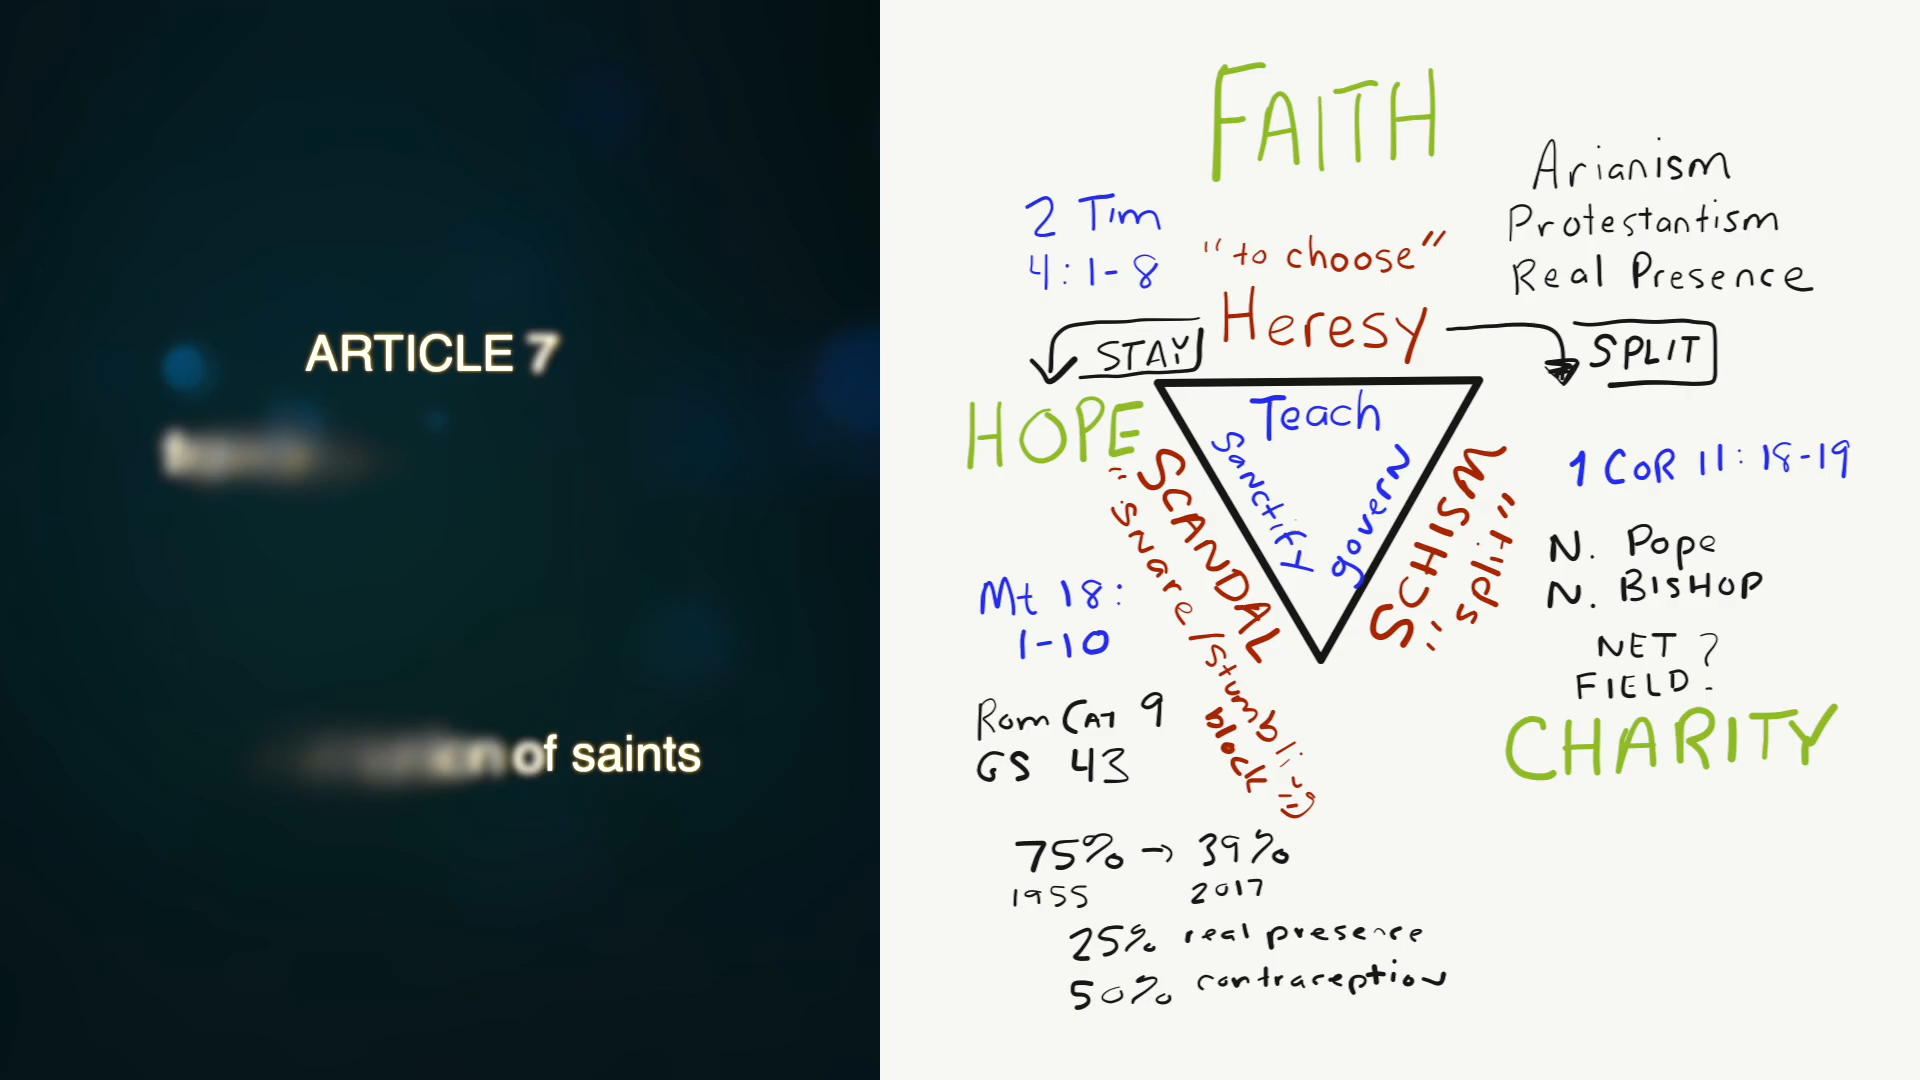 ARTICLE 7
of saints
FAITH
Arianism
Protestantism
Real Presence
2 Tim
4:1-8
"to choose"
Heresy
STAY
SPLIT
HOPE
Teach
Sanctify
govern
SCANDAL
"snare/stumbling
block"
SCHISM
"split"
1 COR 11:18-19
N. Pope
N. BISHOP
NET ?
FIELD.
Mt 18:
1-10
Rom CAT 9
GS 43
CHARITY
75% → 39%
1955 2017
25% real presence
50% contraception